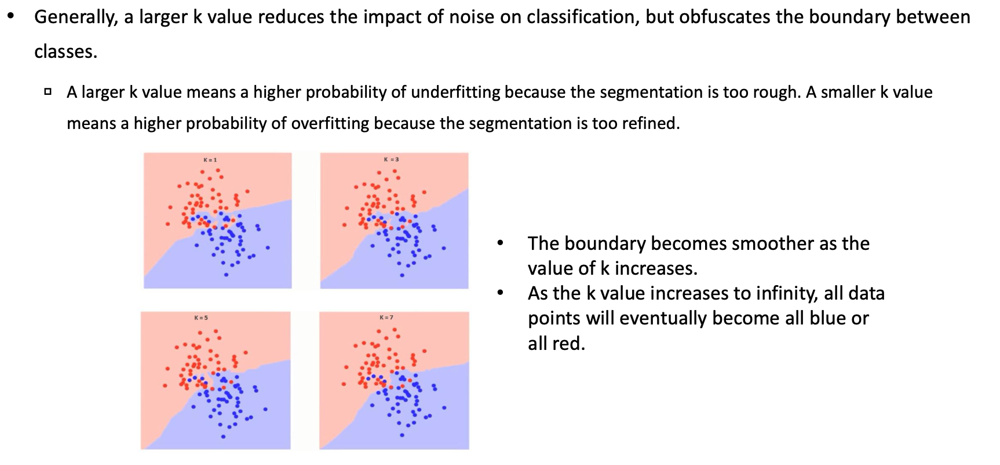 • Generally, a larger k value reduces the impact of noise on classification, but obfuscates the boundary between
classes.
▫ A larger k value means a higher probability of underfitting because the segmentation is too rough. A smaller k value
means a higher probability of overfitting because the segmentation is too refined.
K = 1
K = 3
K = 5
K = 7
• The boundary becomes smoother as the
value of k increases.
• As the k value increases to infinity, all data
points will eventually become all blue or
all red.